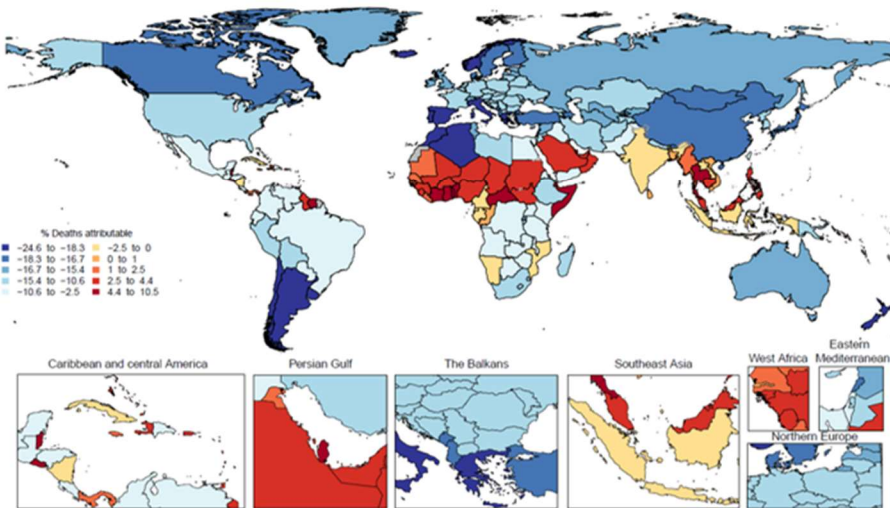 % Deaths attributable
−24.6 to −18.3
−18.3 to −16.7
−16.7 to −15.4
−15.4 to −10.6
−10.6 to −2.5
−2.5 to 0
0 to 1
1 to 2.5
2.5 to 4.4
4.4 to 10.5
Caribbean and central America
Persian Gulf
The Balkans
Southeast Asia
West Africa
Eastern
Mediterranean
Northern Europe